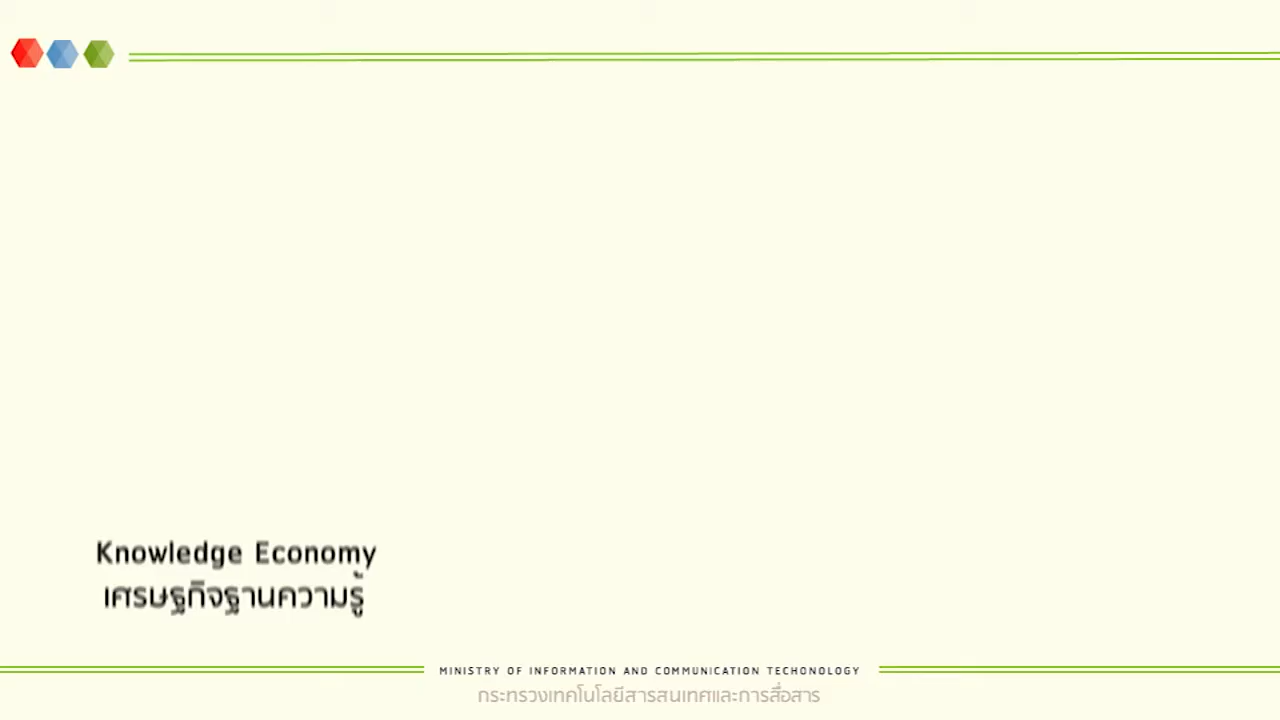 Knowledge Economy
เศรษฐกิจฐานความรู้
MINISTRY OF INFORMATION AND COMMUNICATION TECHONOLOGY
กระทรวงเทคโนโลยีสารสนเทศและการสื่อสาร